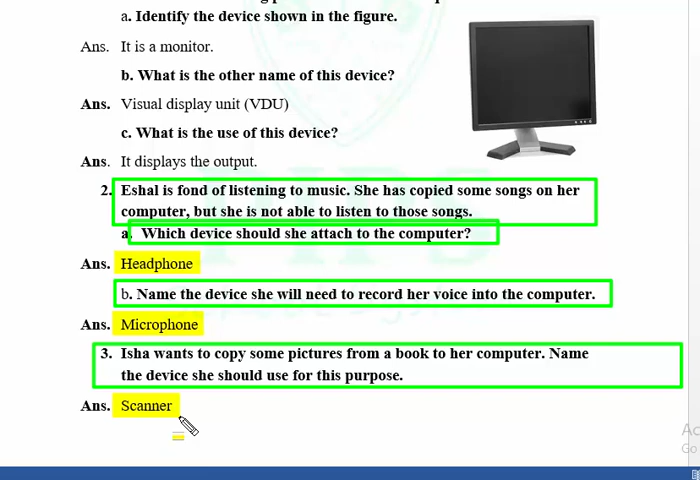 a. Identify the device shown in the figure.
Ans. It is a monitor.
b. What is the other name of this device?
Ans. Visual display unit (VDU)
c. What is the use of this device?
Ans. It displays the output.
2. Eshal is fond of listening to music. She has copied some songs on her
computer, but she is not able to listen to those songs.
a. Which device should she attach to the computer?
Ans. Headphone
b. Name the device she will need to record her voice into the computer.
Ans. Microphone
3. Isha wants to copy some pictures from a book to her computer. Name
the device she should use for this purpose.
Ans. Scanner
Ac
Go